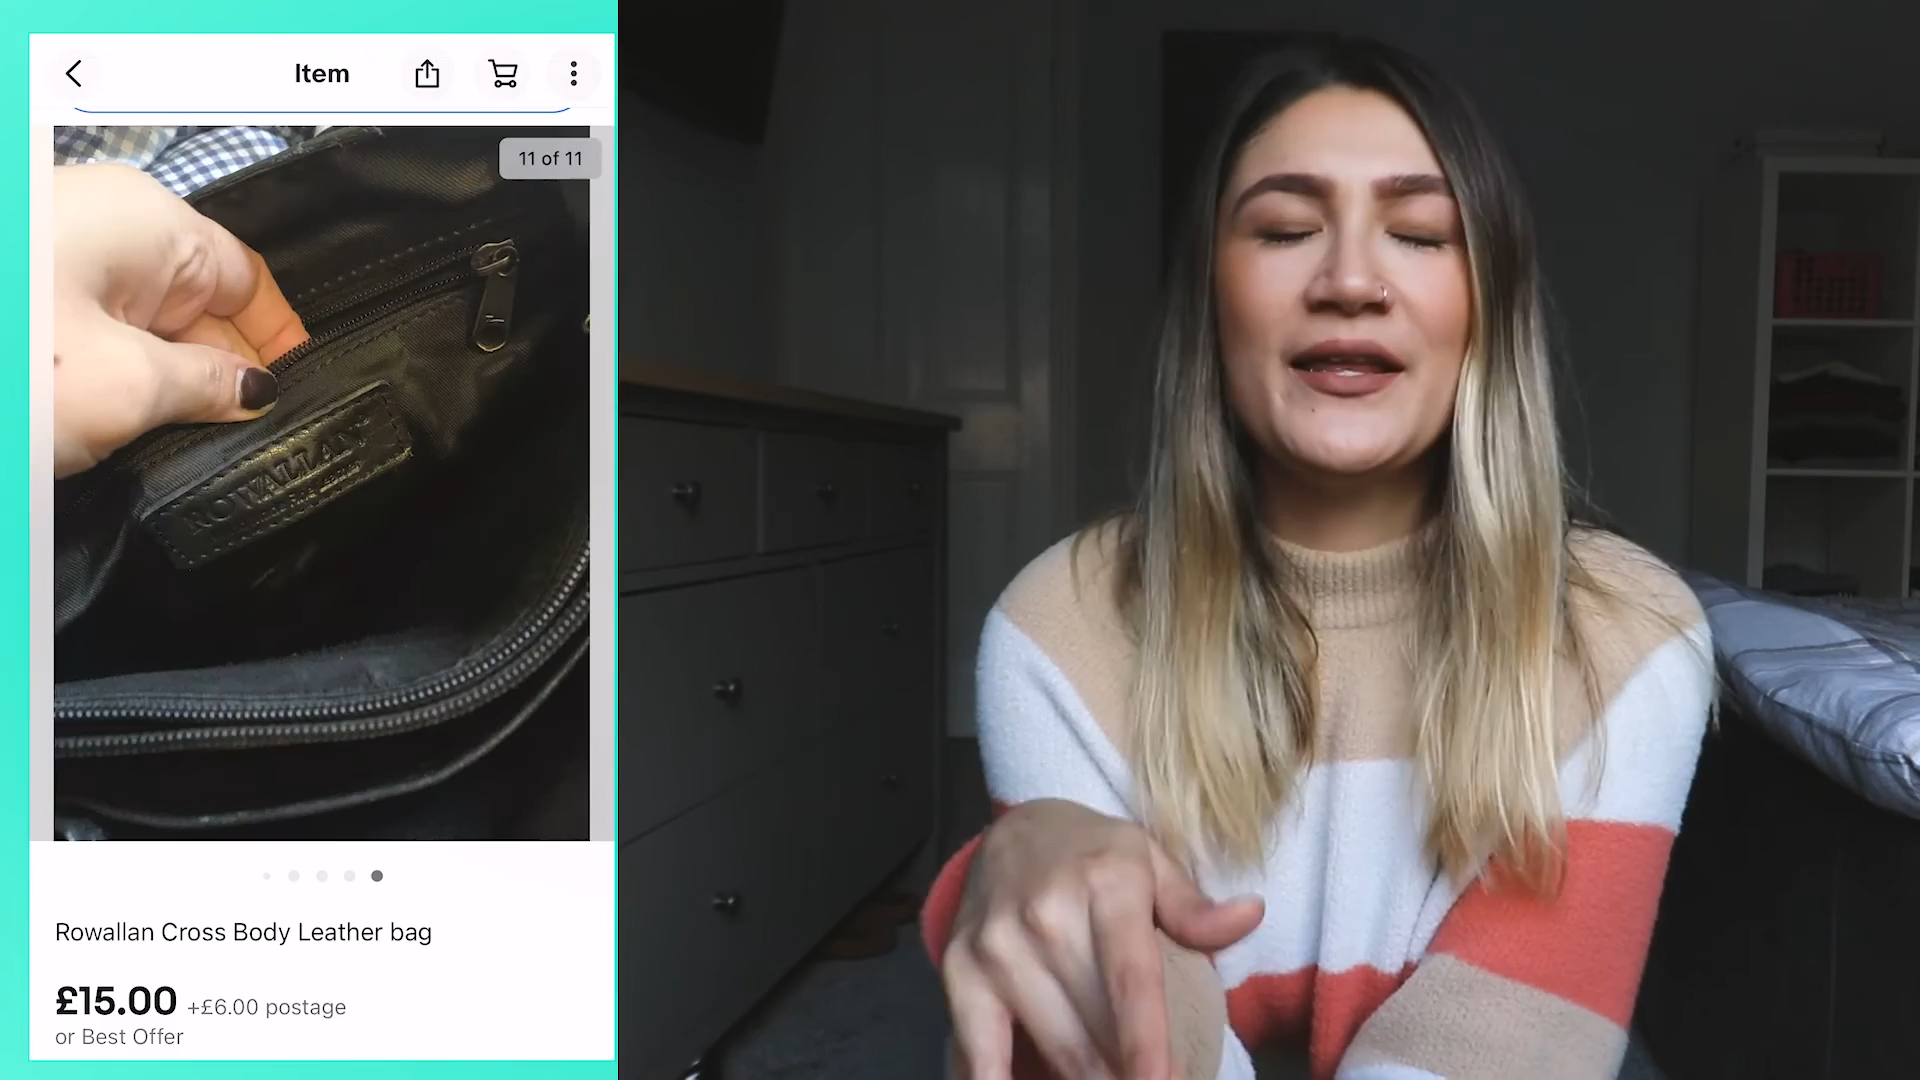 Item
11 of 11
ROWALLAN
Rowallan Cross Body Leather bag
£15.00 +£6.00 postage
or Best Offer